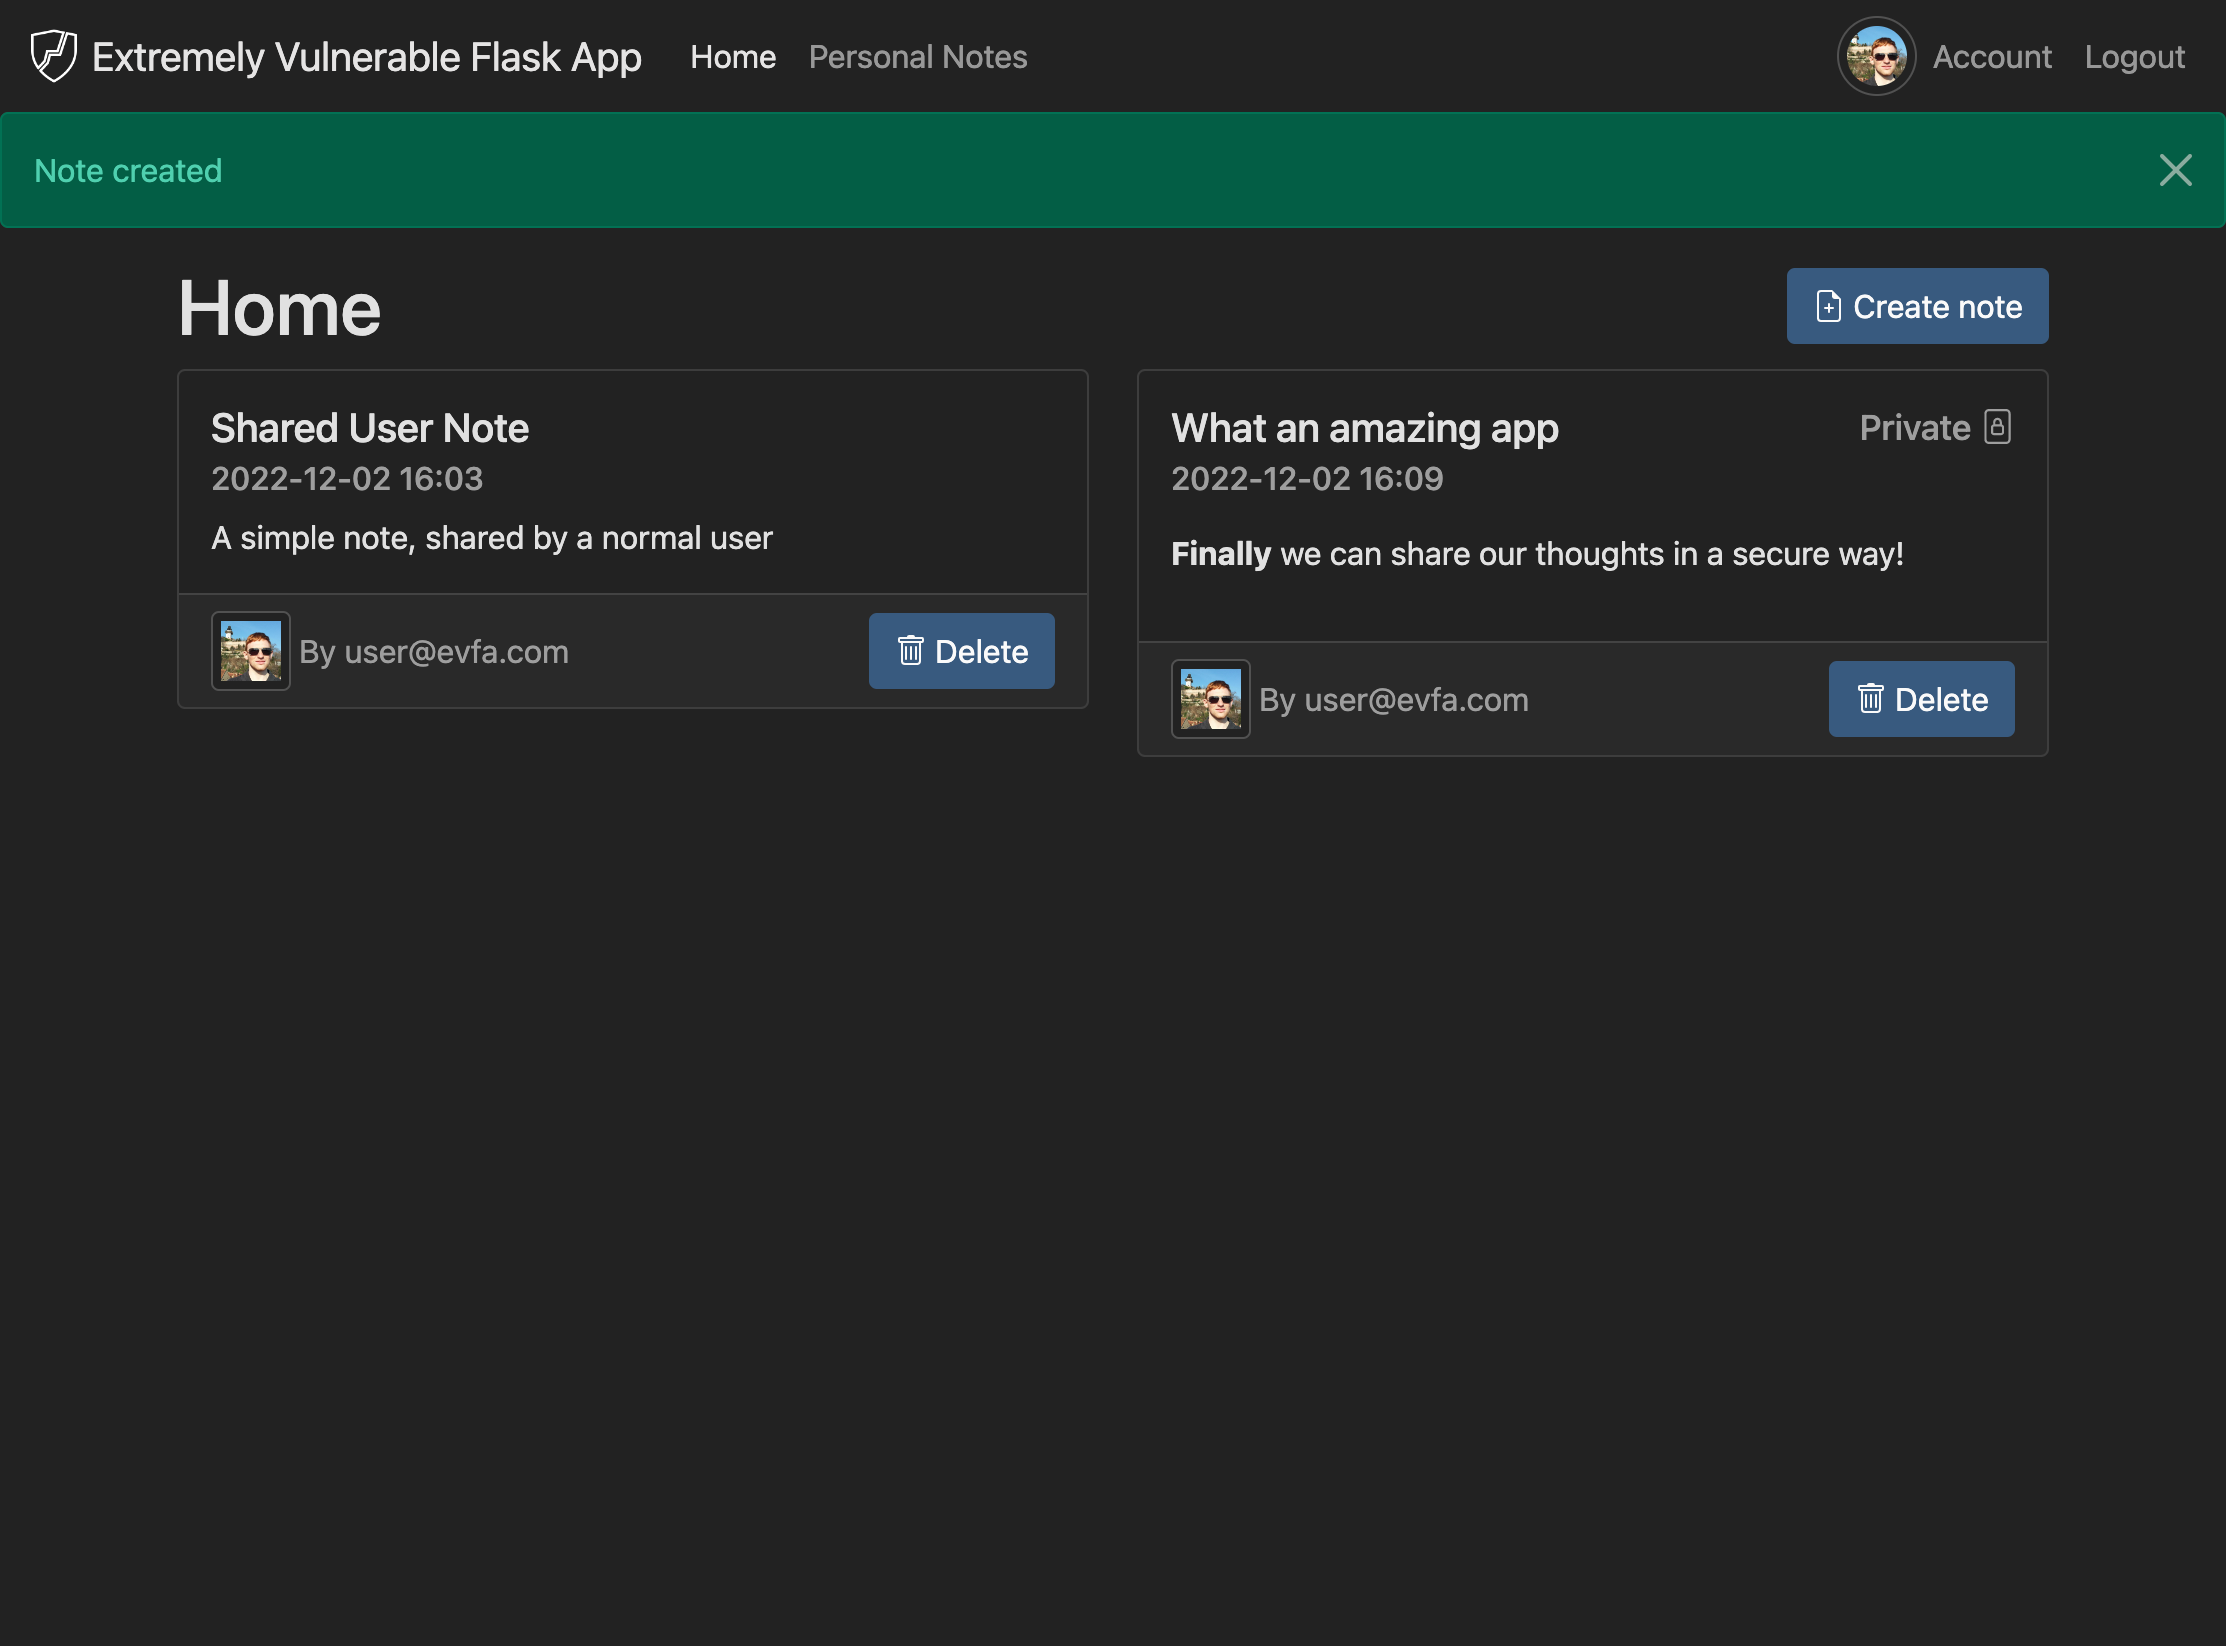 Extremely Vulnerable Flask App
Home
Personal Notes
Account
Logout
Note created
Home
Create note
Shared User Note
2022-12-02 16:03
A simple note, shared by a normal user
By user@evfa.com
Delete
What an amazing app
Private
2022-12-02 16:09
Finally we can share our thoughts in a secure way!
By user@evfa.com
Delete